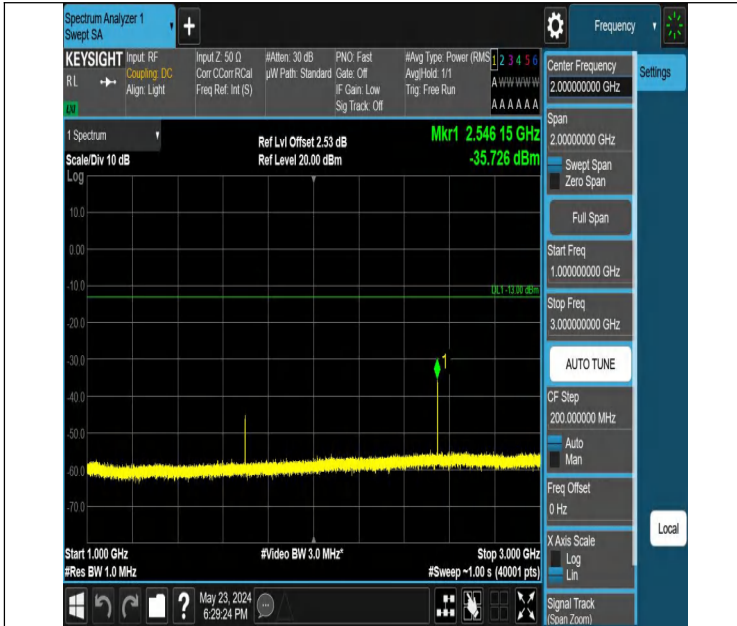 Spectrum Analyzer 1
Swept SA
+
Frequency
KEYSIGHT
RL
Input: RF
Coupling: DC
Align: Light
Input Z: 50 Ω
Corr CCorr RCal
Freq Ref: Int (S)
#Atten: 30 dB
µW Path: Standard
PNO: Fast
Gate: Off
IF Gain: Low
Sig Track: Off
#Avg Type: Power (RMS
Avg|Hold: 1/1
Trig: Free Run
1 2 3 4 5 6
A W W W W W
A A A A A A
1 Spectrum
Scale/Div 10 dB
Log
Ref Lvl Offset 2.53 dB
Ref Level 20.00 dBm
Mkr1 2.546 15 GHz
-35.726 dBm
10.0
0.00
-10.0
DL1 -13.00 dBm
-20.0
-30.0
1
-40.0
-50.0
-60.0
-70.0
Start 1.000 GHz
#Res BW 1.0 MHz
#Video BW 3.0 MHz*
Stop 3.000 GHz
#Sweep ~1.00 s (40001 pts)
Center Frequency
2.000000000 GHz
Settings
Span
2.00000000 GHz
Swept Span
Zero Span
Full Span
Start Freq
1.000000000 GHz
Stop Freq
3.000000000 GHz
AUTO TUNE
CF Step
200.000000 MHz
Auto
Man
Freq Offset
0 Hz
X Axis Scale
Log
Lin
Local
Signal Track
(Span Zoom)
?
May 23, 2024
6:29:24 PM